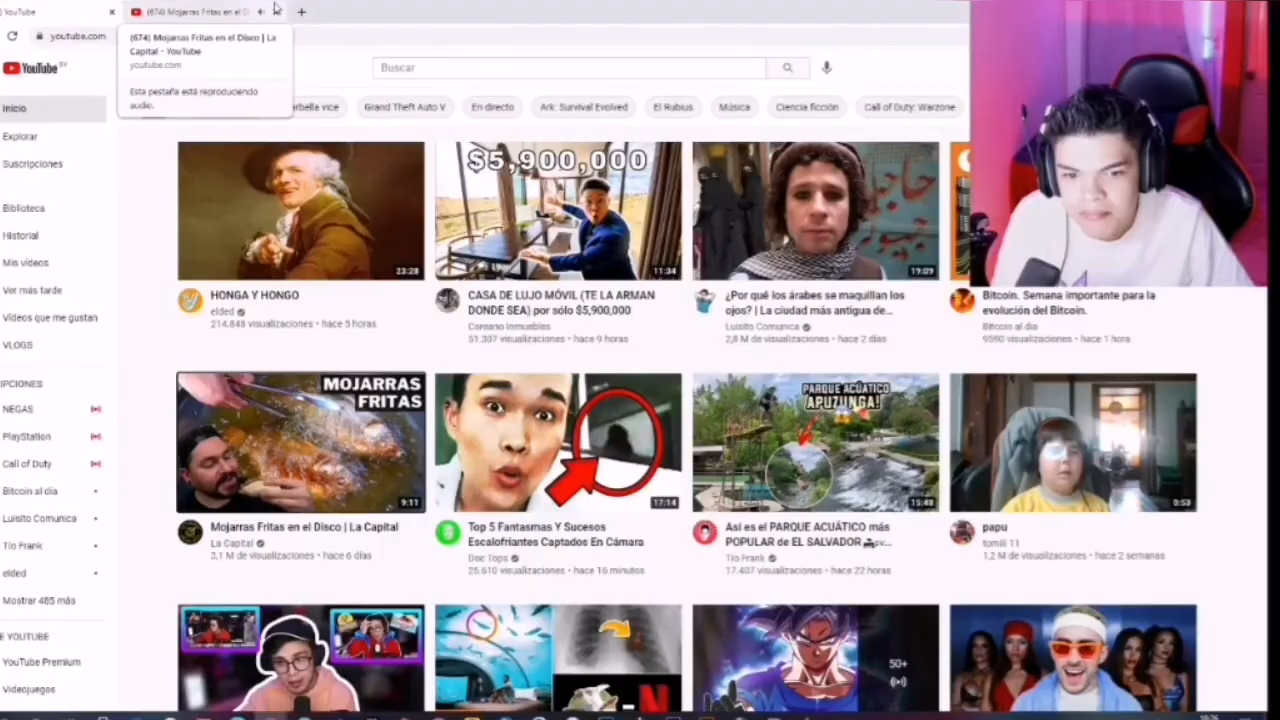 YouTube
(674) Mojarras Fritas en el D
(674) Mojarras Fritas en el Disco | La
Capital - YouTube
youtube.com
Esta pestaña está reproduciendo
audio.
youtube.com
YouTube SV
Buscar
Inicio
Explorar
Suscripciones
Biblioteca
Historial
Mis vídeos
Ver más tarde
Vídeos que me gustan
VLOGS
IPCIONES
NEGAS
PlayStation
Call of Duty
Bitcoin al dia
Luisito Comunica
Tío Frank
elded
Mostrar 485 más
E YOUTUBE
YouTube Premium
Videojuegos
arbella vice
Grand Theft Auto V
En directo
Ark: Survival Evolved
El Rubius
Música
Ciencia ficción
Call of Duty: Warzone
23:28
HONGA Y HONGO
elded
214.848 visualizaciones • hace 5 horas
$5,900,000
11:34
CASA DE LUJO MÓVIL (TE LA ARMAN
DONDE SEA) por sólo $5,900,000
Coreano Inmuebles
51.307 visualizaciones • hace 9 horas
19:09
¿Por qué los árabes se maquillan los
ojos? | La ciudad más antigua de...
Luisito Comunica
2,8 M de visualizaciones • hace 2 días
Bitcoin. Semana importante para la
evolución del Bitcoin.
Bitcoin al día
9590 visualizaciones • hace 1 hora
MOJARRAS
FRITAS
9:11
Mojarras Fritas en el Disco | La Capital
La Capital
3,1 M de visualizaciones • hace 6 días
17:14
Top 5 Fantasmas Y Sucesos
Escalofriantes Captados En Cámara
Doc Tops
25.610 visualizaciones • hace 16 minutos
PARQUE ACUÁTICO
APUZUNGA!
15:48
Así es el PARQUE ACUÁTICO más
POPULAR de EL SALVADOR
Tío Frank
17.407 visualizaciones • hace 22 horas
0:53
papu
tomili 11
1,2 M de visualizaciones • hace 2 semanas
N
50+